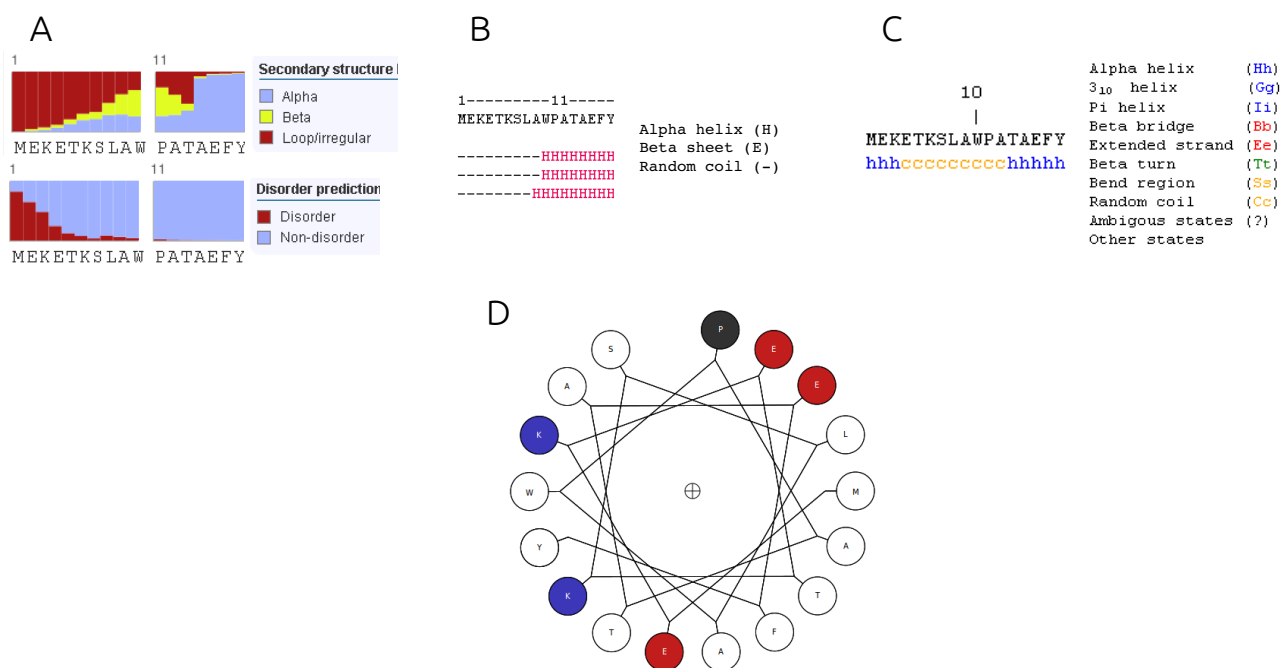 A
1
11
Secondary structure
Alpha
Beta
Loop/irregular
MEKETKSLAW PATAEFY
1
11
Disorder prediction
Disorder
Non-disorder
MEKETKSLAW PATAEFY
B
1---------11-----
MEKETKSLAWPATAEFY
---------HHHHHHHH
---------HHHHHHHH
--------HHHHHHHHH
Alpha helix (H)
Beta sheet (E)
Random coil (-)
C
10
MEKETKSLAWPATAEFY
hhhccccccccchhhhh
Alpha helix (Hh)
3₁₀ helix (Gg)
Pi helix (Ii)
Beta bridge (Bb)
Extended strand (Ee)
Beta turn (Tt)
Bend region (Ss)
Random coil (Cc)
Ambigous states (?)
Other states
D
P
E
S
E
A
L
K
M
W
A
Y
T
K
F
T
A
E